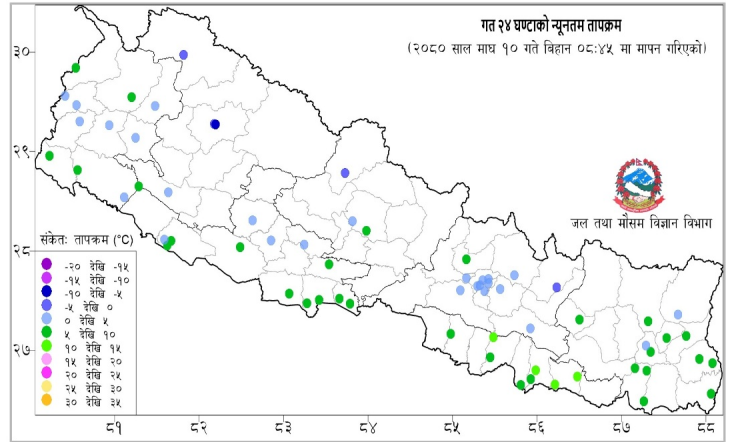 गत २४ घण्टाको न्यूनतम तापक्रम
(२०८० साल माघ १० गते बिहान ०८:४५ मा मापन गरिएको)
३०
२९
जल तथा मौसम विज्ञान विभाग
२८
संकेत: तापक्रम (°C)
-२० देखि -१५
-१५ देखि -१०
-१० देखि -५
-५ देखि ०
० देखि ५
५ देखि १०
१० देखि १५
१५ देखि २०
२० देखि २५
२५ देखि ३०
३० देखि ३५
२७
८१ ८२ ८३ ८४ ८५ ८६ ८७ ८८